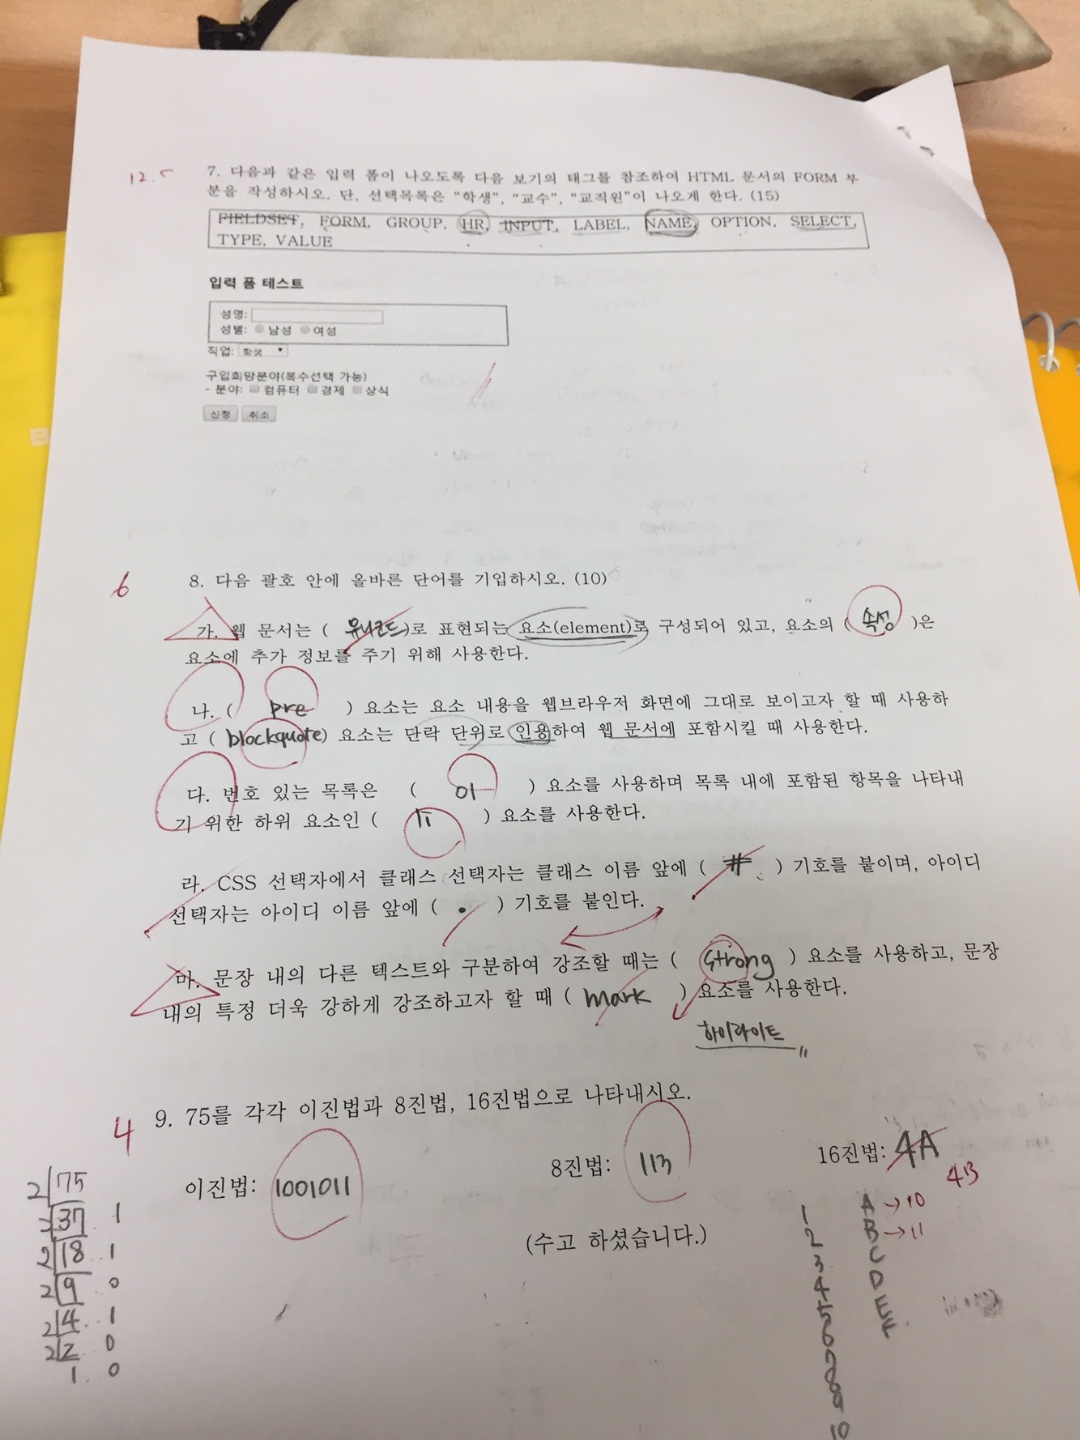 12.5
7. 다음과 같은 입력 폼이 나오도록 다음 보기의 태그를 참조하여 HTML 문서의 FORM 부
분을 작성하시오. 단, 선택목록은 "학생", "교수", "교직원"이 나오게 한다. (15)
FIELDSET, FORM, GROUP, HR, INPUT, LABEL, NAME, OPTION, SELECT,
TYPE, VALUE
입력 폼 테스트
성명:
성별: 남성 여성
직업: 학생
구입희망분야(복수선택 가능)
- 분야: 컴퓨터 경제 상식
신청 취소
6
8. 다음 괄호 안에 올바른 단어를 기입하시오. (10)
가. 웹 문서는 ( 유니코드 )로 표현되는 요소(element)로 구성되어 있고, 요소의 ( 속성 )은
요소에 추가 정보를 주기 위해 사용한다.
나. ( pre ) 요소는 요소 내용을 웹브라우저 화면에 그대로 보이고자 할 때 사용하
고 ( blockquote ) 요소는 단락 단위로 인용하여 웹 문서에 포함시킬 때 사용한다.
다. 번호 있는 목록은 ( ol ) 요소를 사용하며 목록 내에 포함된 항목을 나타내
기 위한 하위 요소인 ( li ) 요소를 사용한다.
라. CSS 선택자에서 클래스 선택자는 클래스 이름 앞에 ( # ) 기호를 붙이며, 아이디
선택자는 아이디 이름 앞에 ( . ) 기호를 붙인다.
마. 문장 내의 다른 텍스트와 구분하여 강조할 때는 ( strong ) 요소를 사용하고, 문장
내의 특정 더욱 강하게 강조하고자 할 때 ( mark ) 요소를 사용한다.
하이라이트
4
9. 75를 각각 이진법과 8진법, 16진법으로 나타내시오.
이진법: 1001011 8진법: 113 16진법: 4A
4B
(수고 하셨습니다.)
2 75
2 37 1
2 18 1
2 9 0
2 4 1
2 2 0
1 0
1
2
3
4
5
6
7
8
9
10
A → 10
B → 11
C
D
E
F